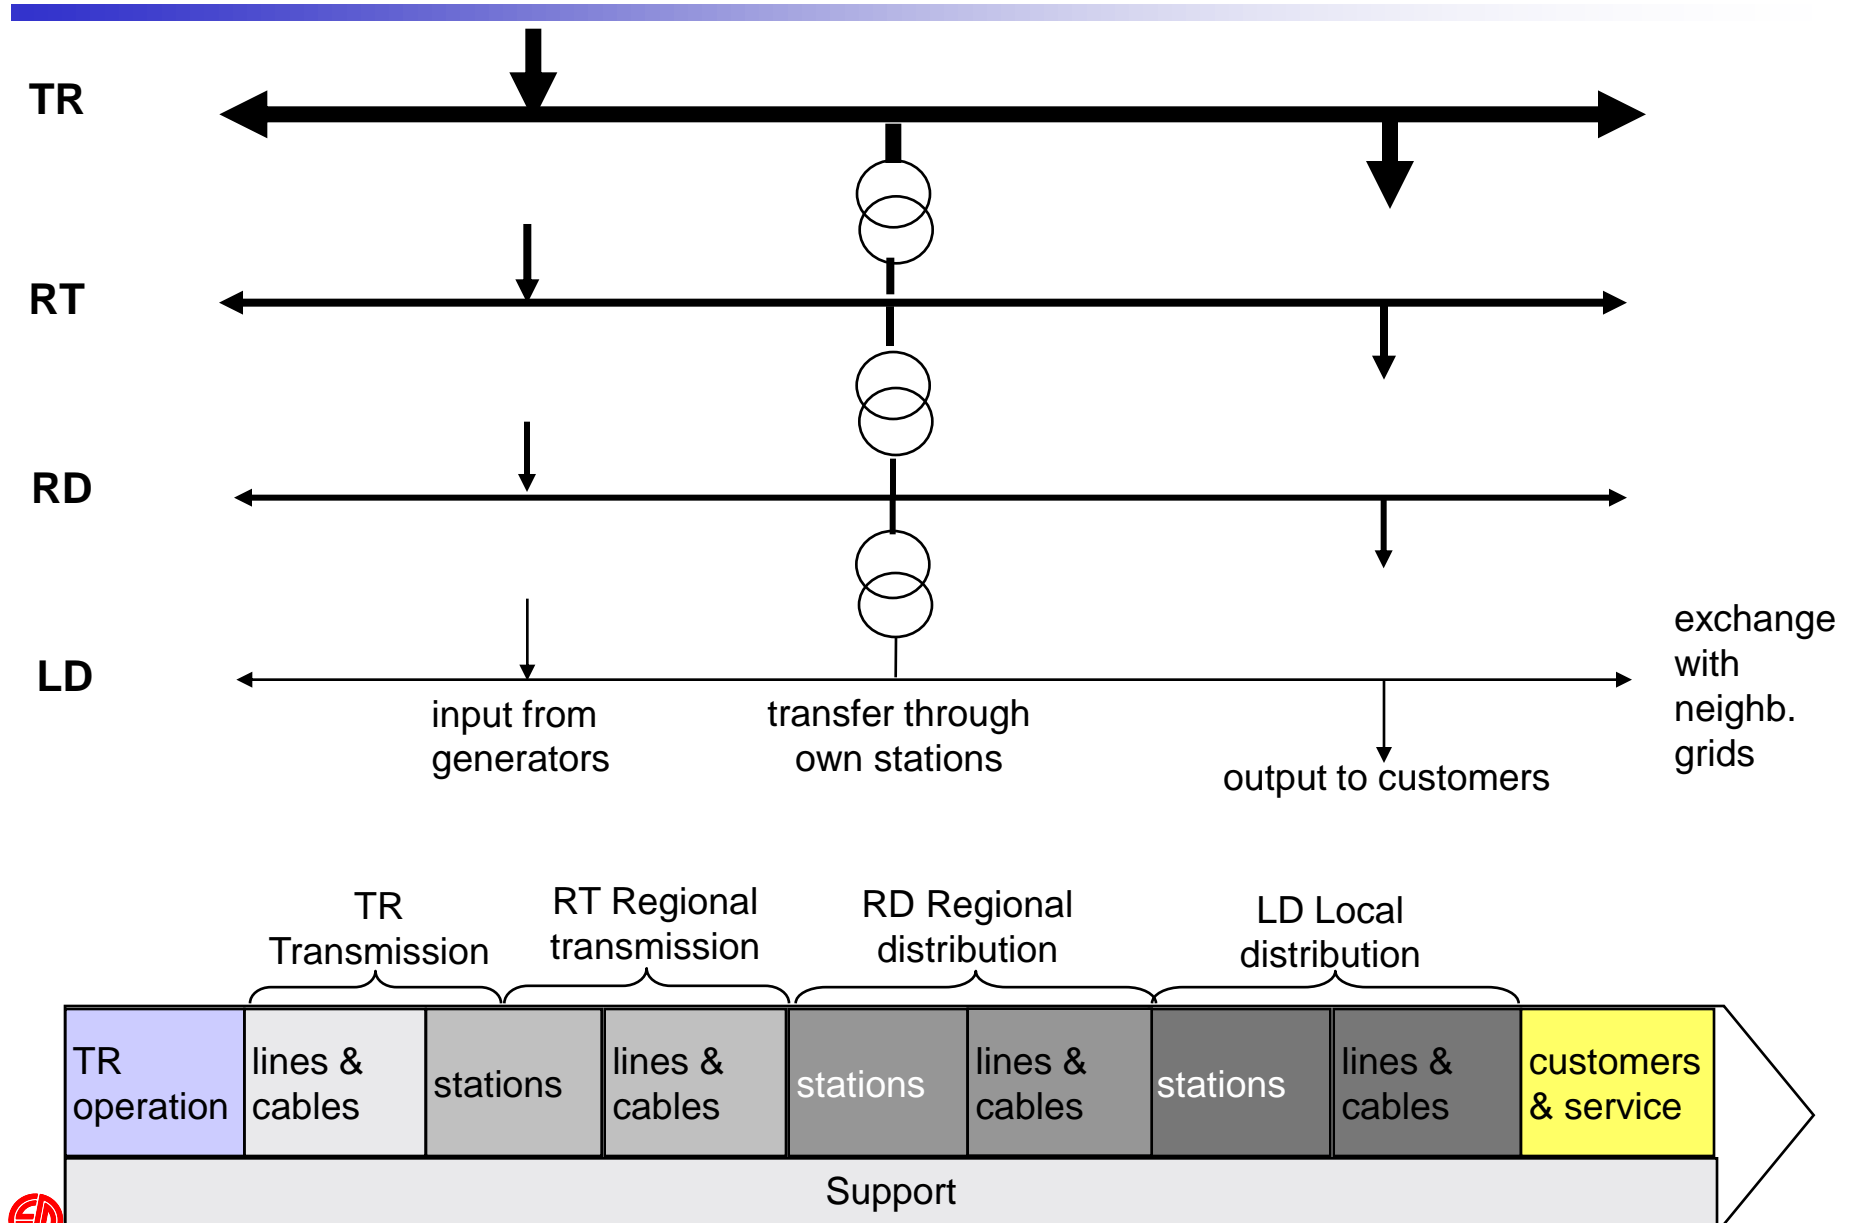 TR
RT
RD
LD
input from
generators
transfer through
own stations
output to customers
exchange
with
neighb.
grids
TR
Transmission
RT Regional
transmission
RD Regional
distribution
LD Local
distribution
TR
operation
lines &
cables
stations
lines &
cables
stations
lines &
cables
stations
lines &
cables
customers
& service
Support